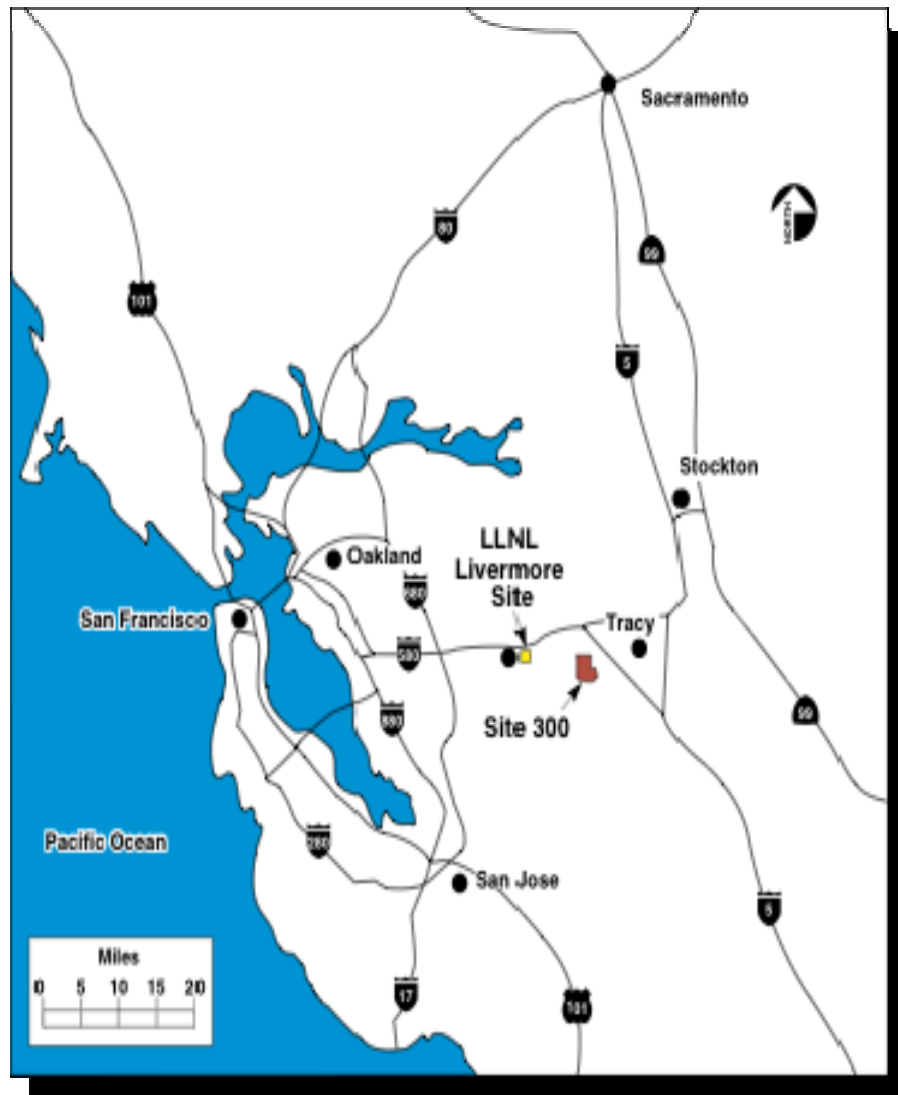 Sacramento
NORTH
80
99
101
5
Stockton
LLNL
Livermore
Site
Oakland
680
San Francisco
Tracy
580
Site 300
880
99
Pacific Ocean
280
San Jose
5
Miles
0 5 10 15 20
17
101